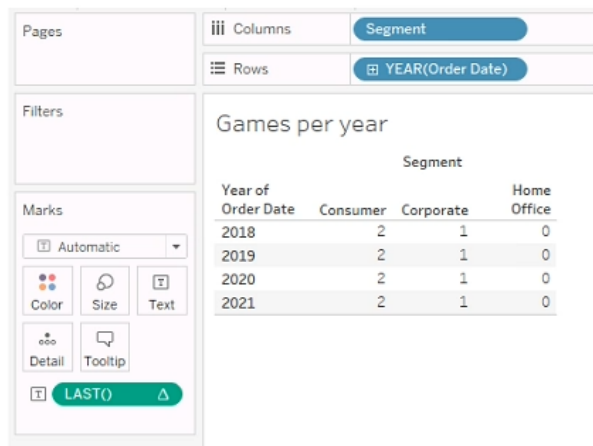 Pages
Columns
Segment
Rows
YEAR(Order Date)
Filters
Marks
Automatic
Color Size Text
Detail Tooltip
LAST()
Games per year
Segment
Year of
Order Date Consumer Corporate Home
Office
2018 2 1 0
2019 2 1 0
2020 2 1 0
2021 2 1 0